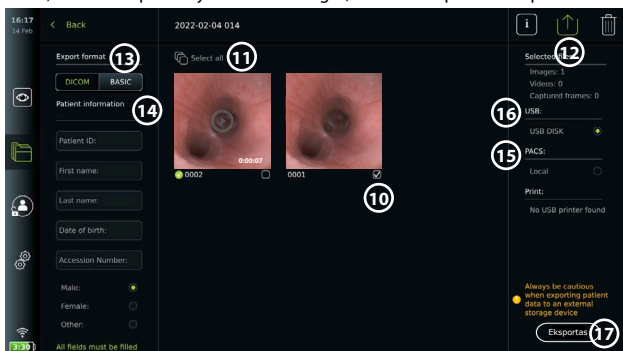 16:17
14 Feb
< Back
2022-02-04 014
i
Export format
13
DICOM
BASIC
Patient information
14
Patient ID:
First name:
Last name:
Date of birth:
Accession Number:
Male:
Female:
Other:
All fields must be filled
3:30
Select all
11
0:00:07
0002
0001
10
12
Images: 1
Videos: 0
Captured frames: 0
16
USB:
USB DISK
15
PACS:
Local
Print:
No USB printer found
Always be cautious
when exporting patient
data to an external
storage device
Eksportas
17